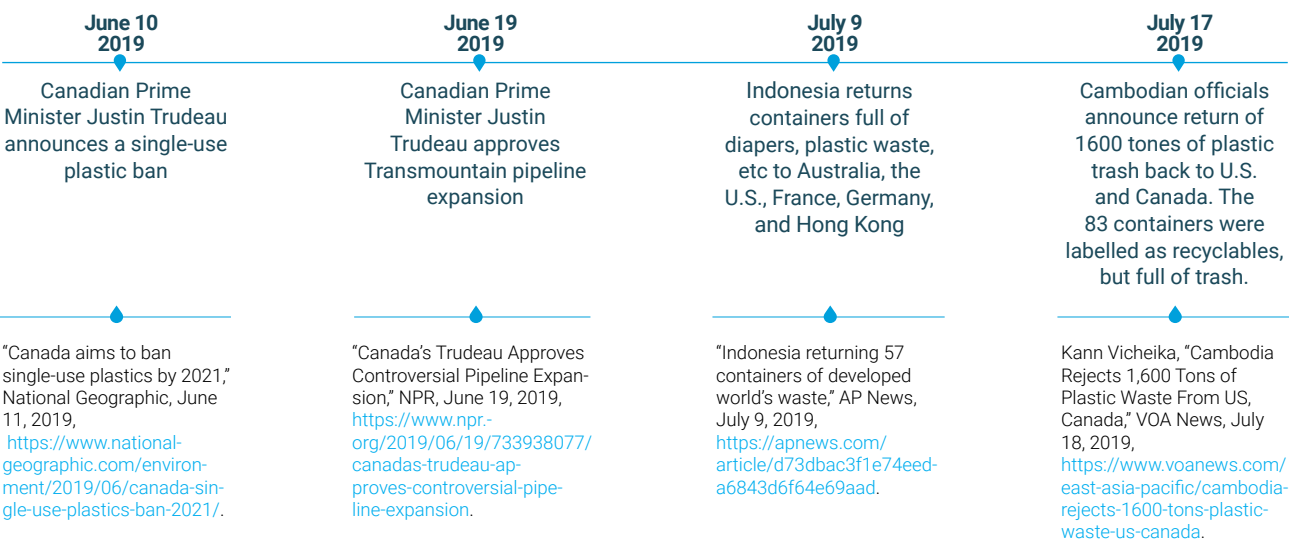 June 10
2019
Canadian Prime
Minister Justin Trudeau
announces a single-use
plastic ban
“Canada aims to ban
single-use plastics by 2021,”
National Geographic, June
11, 2019,
https://www.national-
geographic.com/environ-
ment/2019/06/canada-sin-
gle-use-plastics-ban-2021/.
June 19
2019
Canadian Prime
Minister Justin
Trudeau approves
Transmountain pipeline
expansion
“Canada’s Trudeau Approves
Controversial Pipeline Expan-
sion,” NPR, June 19, 2019,
https://www.npr.-
org/2019/06/19/733938077/
canadas-trudeau-ap-
proves-controversial-pipe-
line-expansion.
July 9
2019
Indonesia returns
containers full of
diapers, plastic waste,
etc to Australia, the
U.S., France, Germany,
and Hong Kong
“Indonesia returning 57
containers of developed
world’s waste,” AP News,
July 9, 2019,
https://apnews.com/
article/d73dbac3f1e74eed-
a6843d6f64e69aad.
July 17
2019
Cambodian officials
announce return of
1600 tones of plastic
trash back to U.S.
and Canada. The
83 containers were
labelled as recyclables,
but full of trash.
Kann Vicheika, “Cambodia
Rejects 1,600 Tons of
Plastic Waste From US,
Canada,” VOA News, July
18, 2019,
https://www.voanews.com/
east-asia-pacific/cambodia-
rejects-1600-tons-plastic-
waste-us-canada.